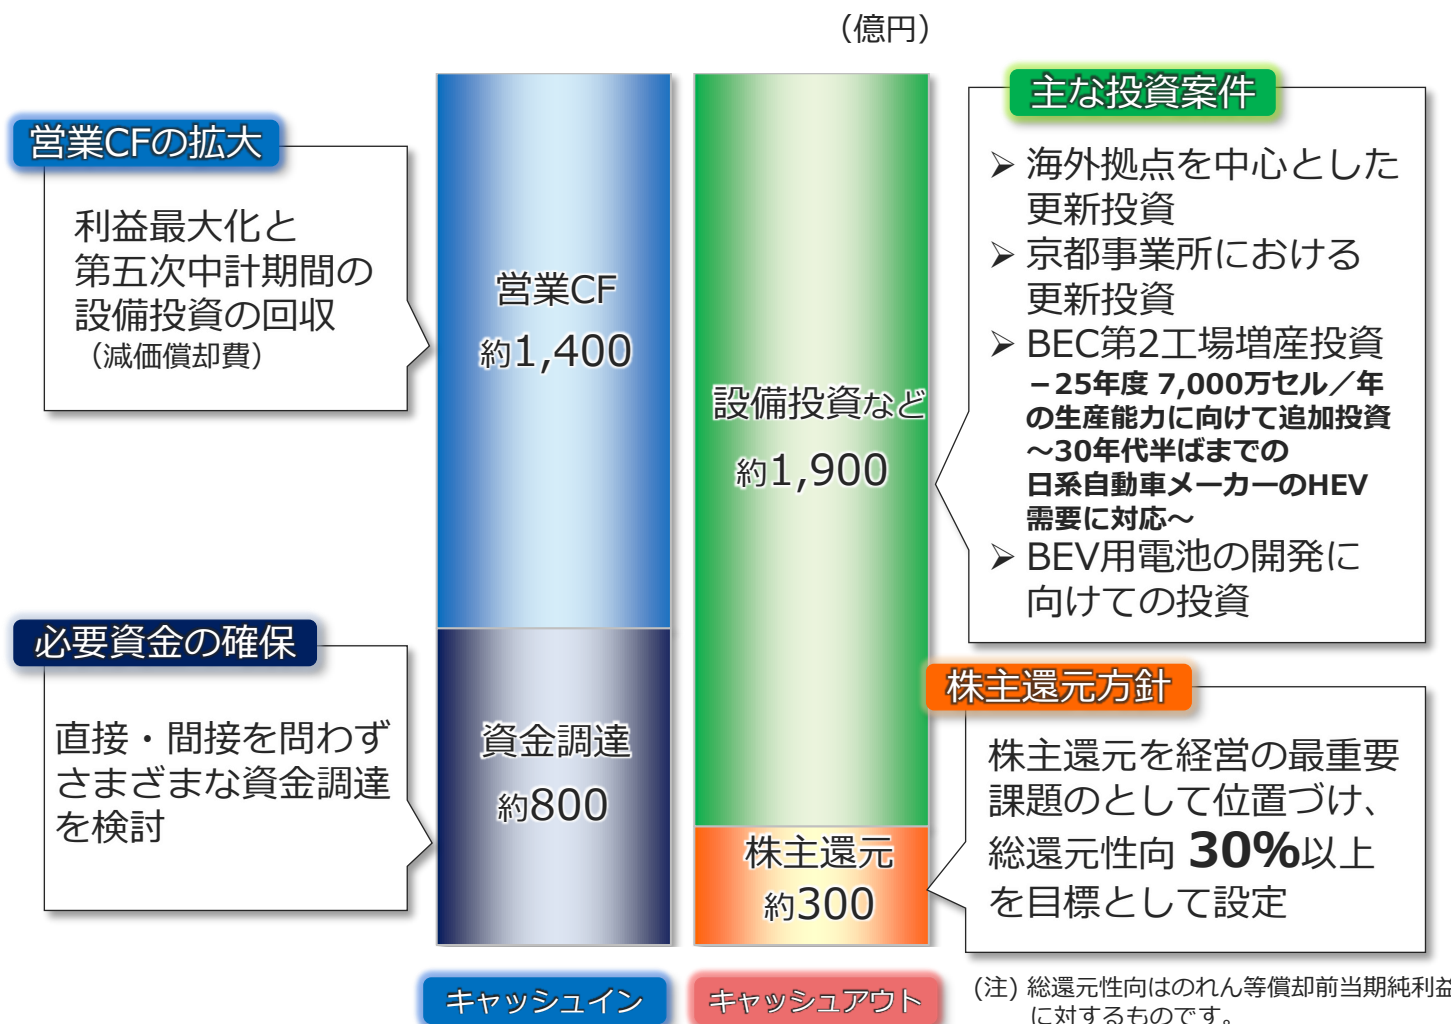 （億円）
営業CFの拡大
利益最大化と
第五次中計期間の
設備投資の回収
（減価償却費）
必要資金の確保
直接・間接を問わず
さまざまな資金調達
を検討
営業CF
約1,400
資金調達
約800
キャッシュイン
設備投資など
約1,900
株主還元
約300
キャッシュアウト
主な投資案件
➢ 海外拠点を中心とした
更新投資
➢ 京都事業所における
更新投資
➢ BEC第2工場増産投資
－25年度 7,000万セル／年
の生産能力に向けて追加投資
～30年代半ばまでの
日系自動車メーカーのHEV
需要に対応～
➢ BEV用電池の開発に
向けての投資
株主還元方針
株主還元を経営の最重要
課題のとして位置づけ、
総還元性向 30%以上
を目標として設定
(注) 総還元性向はのれん等償却前当期純利益
に対するものです。